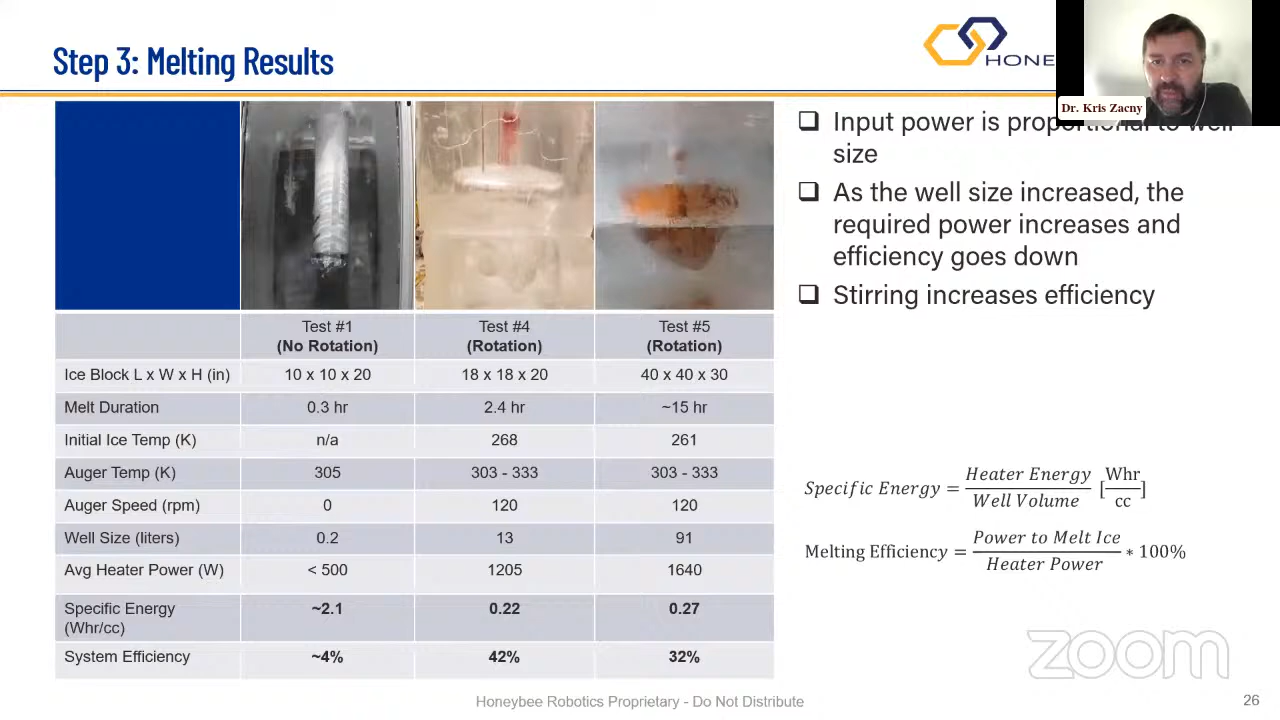 Step 3: Melting Results
HONE
Dr. Kris Zacny
Input power is proportional to well
size
As the well size increased, the
required power increases and
efficiency goes down
Stirring increases efficiency
Test #1 Test #4 Test #5
(No Rotation) (Rotation) (Rotation)
Ice Block L x W x H (in) 10 x 10 x 20 18 x 18 x 20 40 x 40 x 30
Melt Duration 0.3 hr 2.4 hr ~15 hr
Initial Ice Temp (K) n/a 268 261
Auger Temp (K) 305 303 - 333 303 - 333
Auger Speed (rpm) 0 120 120
Well Size (liters) 0.2 13 91
Avg Heater Power (W) < 500 1205 1640
Specific Energy ~2.1 0.22 0.27
(Whr/cc)
System Efficiency ~4% 42% 32%
Specific Energy = Heater Energy / Well Volume [Whr / cc]
Melting Efficiency = Power to Melt Ice / Heater Power * 100%
zoom
Honeybee Robotics Proprietary - Do Not Distribute
26